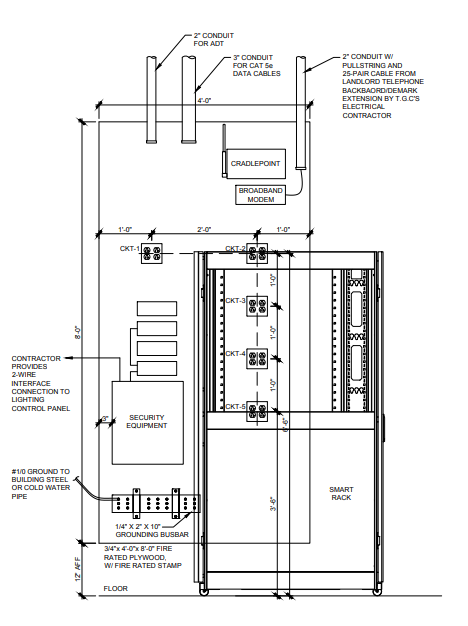 2" CONDUIT
FOR ADT
3" CONDUIT
FOR CAT 5e
DATA CABLES
2" CONDUIT W/
PULLSTRING AND
25-PAIR CABLE FROM
LANDLORD TELEPHONE
BACKBAORD/DEMARK
EXTENSION BY T.G.C'S
ELECTRICAL
CONTRACTOR
4'-0"
CRADLEPOINT
BROADBAND
MODEM
1'-0"
2'-0"
1'-0"
CKT-1
CKT-2
1'-0"
CKT-3
8'-0"
1'-0"
CKT-4
CONTRACTOR
PROVIDES
2-WIRE
INTERFACE
CONNECTION TO
LIGHTING
CONTROL PANEL
1'-0"
CKT-5
3"
SECURITY
EQUIPMENT
6'-6"
#1/0 GROUND TO
BUILDING STEEL
OR COLD WATER
PIPE
3'-6"
SMART
RACK
1/4" X 2" X 10"
GROUNDING BUSBAR
3/4"x 4'-0"x 8'-0" FIRE
RATED PLYWOOD,
W/ FIRE RATED STAMP
12" AFF
FLOOR